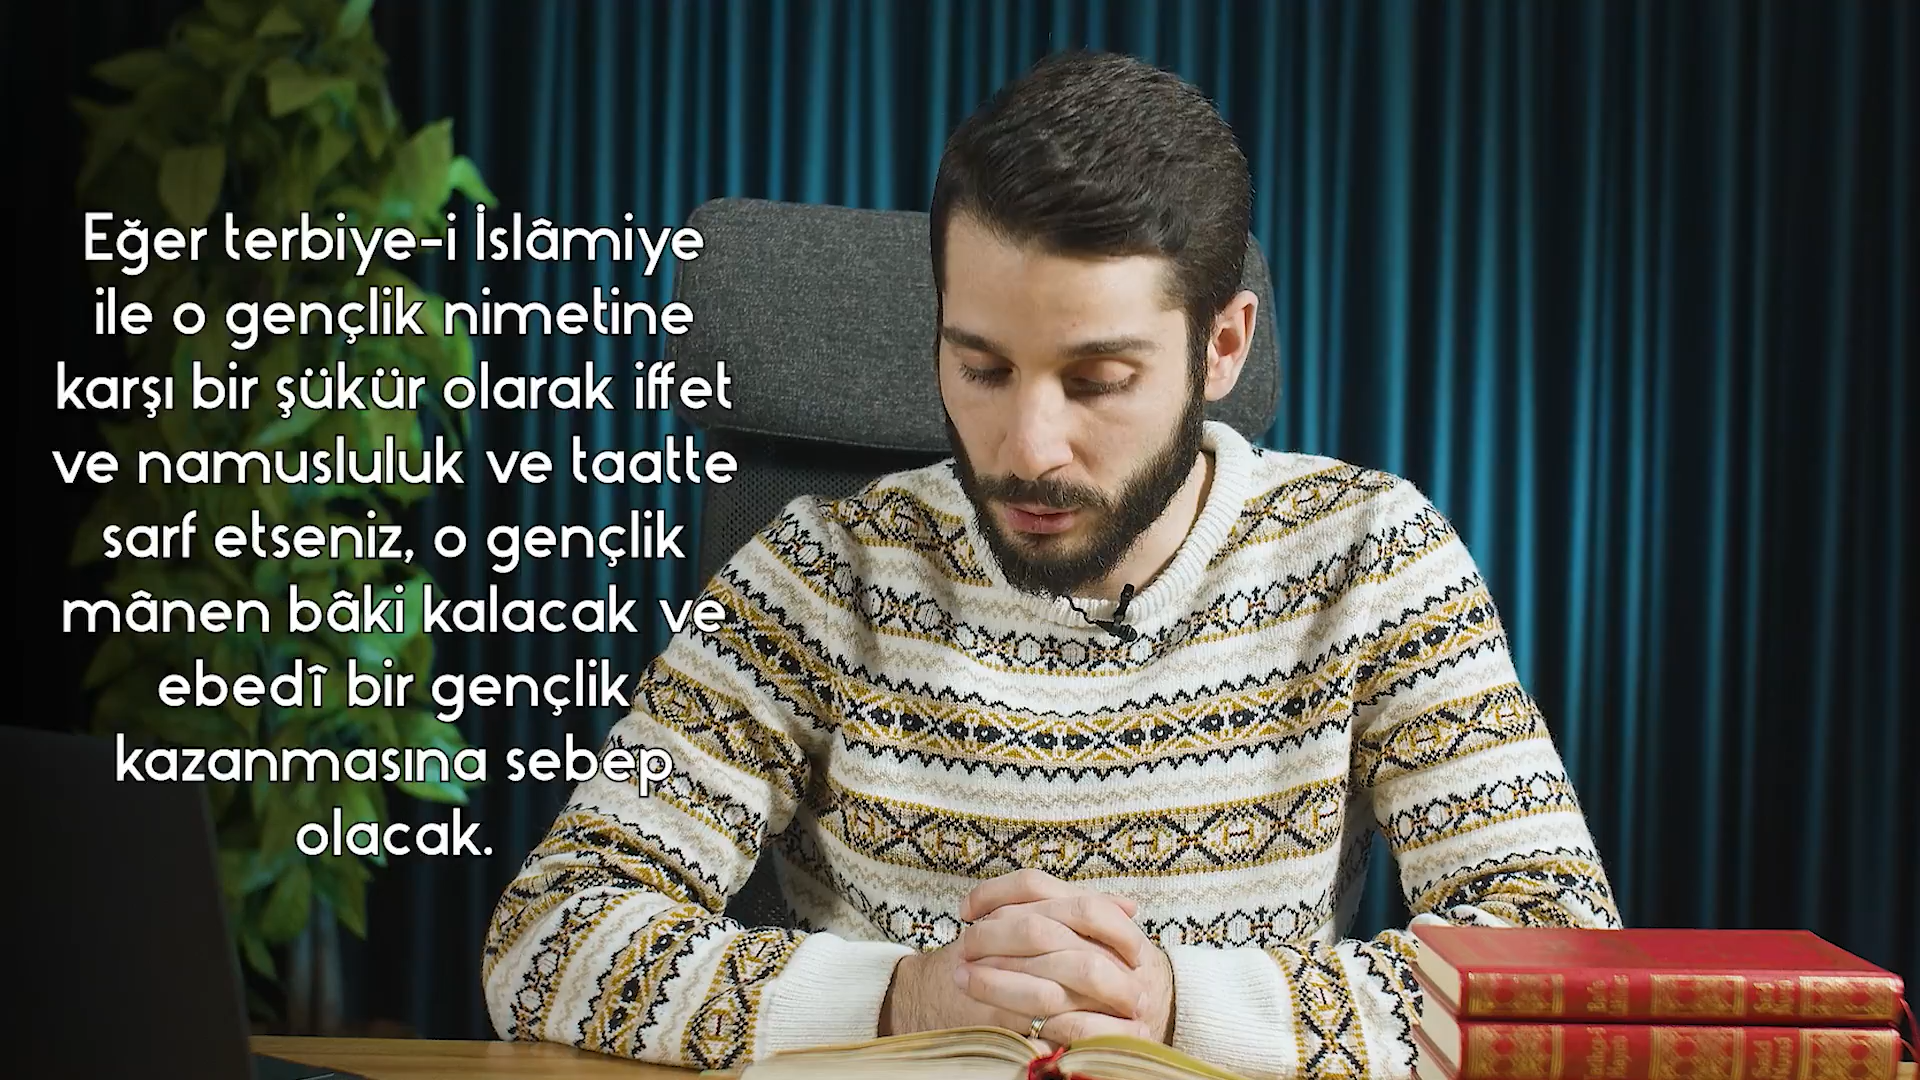 Eğer terbiye-i İslâmiye
ile o gençlik nimetine
karşı bir şükür olarak iffet
ve namusluluk ve taatte
sarf etseniz, o gençlik
mânen bâki kalacak ve
ebedî bir gençlik
kazanmasına sebep
olacak.